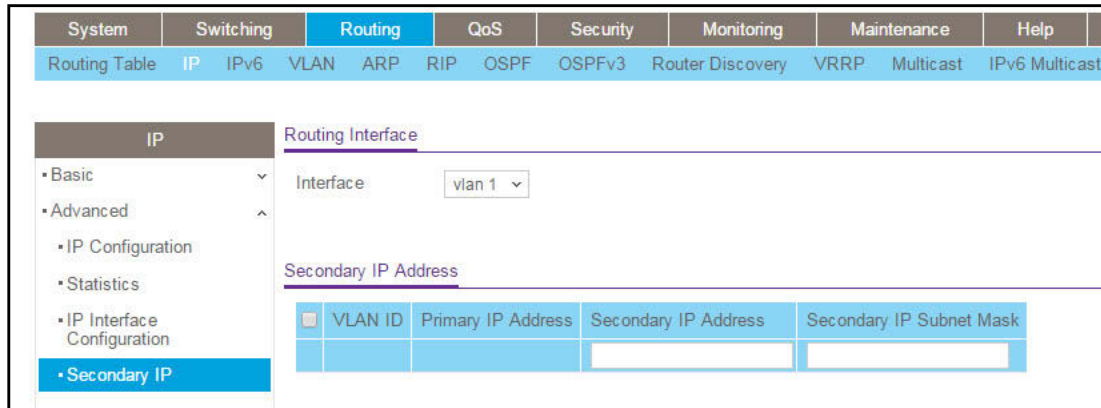 System Switching Routing QoS Security Monitoring Maintenance Help
Routing Table IP IPv6 VLAN ARP RIP OSPF OSPFv3 Router Discovery VRRP Multicast IPv6 Multicast
IP
Basic
Advanced
IP Configuration
Statistics
IP Interface
Configuration
Secondary IP
Routing Interface
Interface vlan 1
Secondary IP Address
VLAN ID Primary IP Address Secondary IP Address Secondary IP Subnet Mask